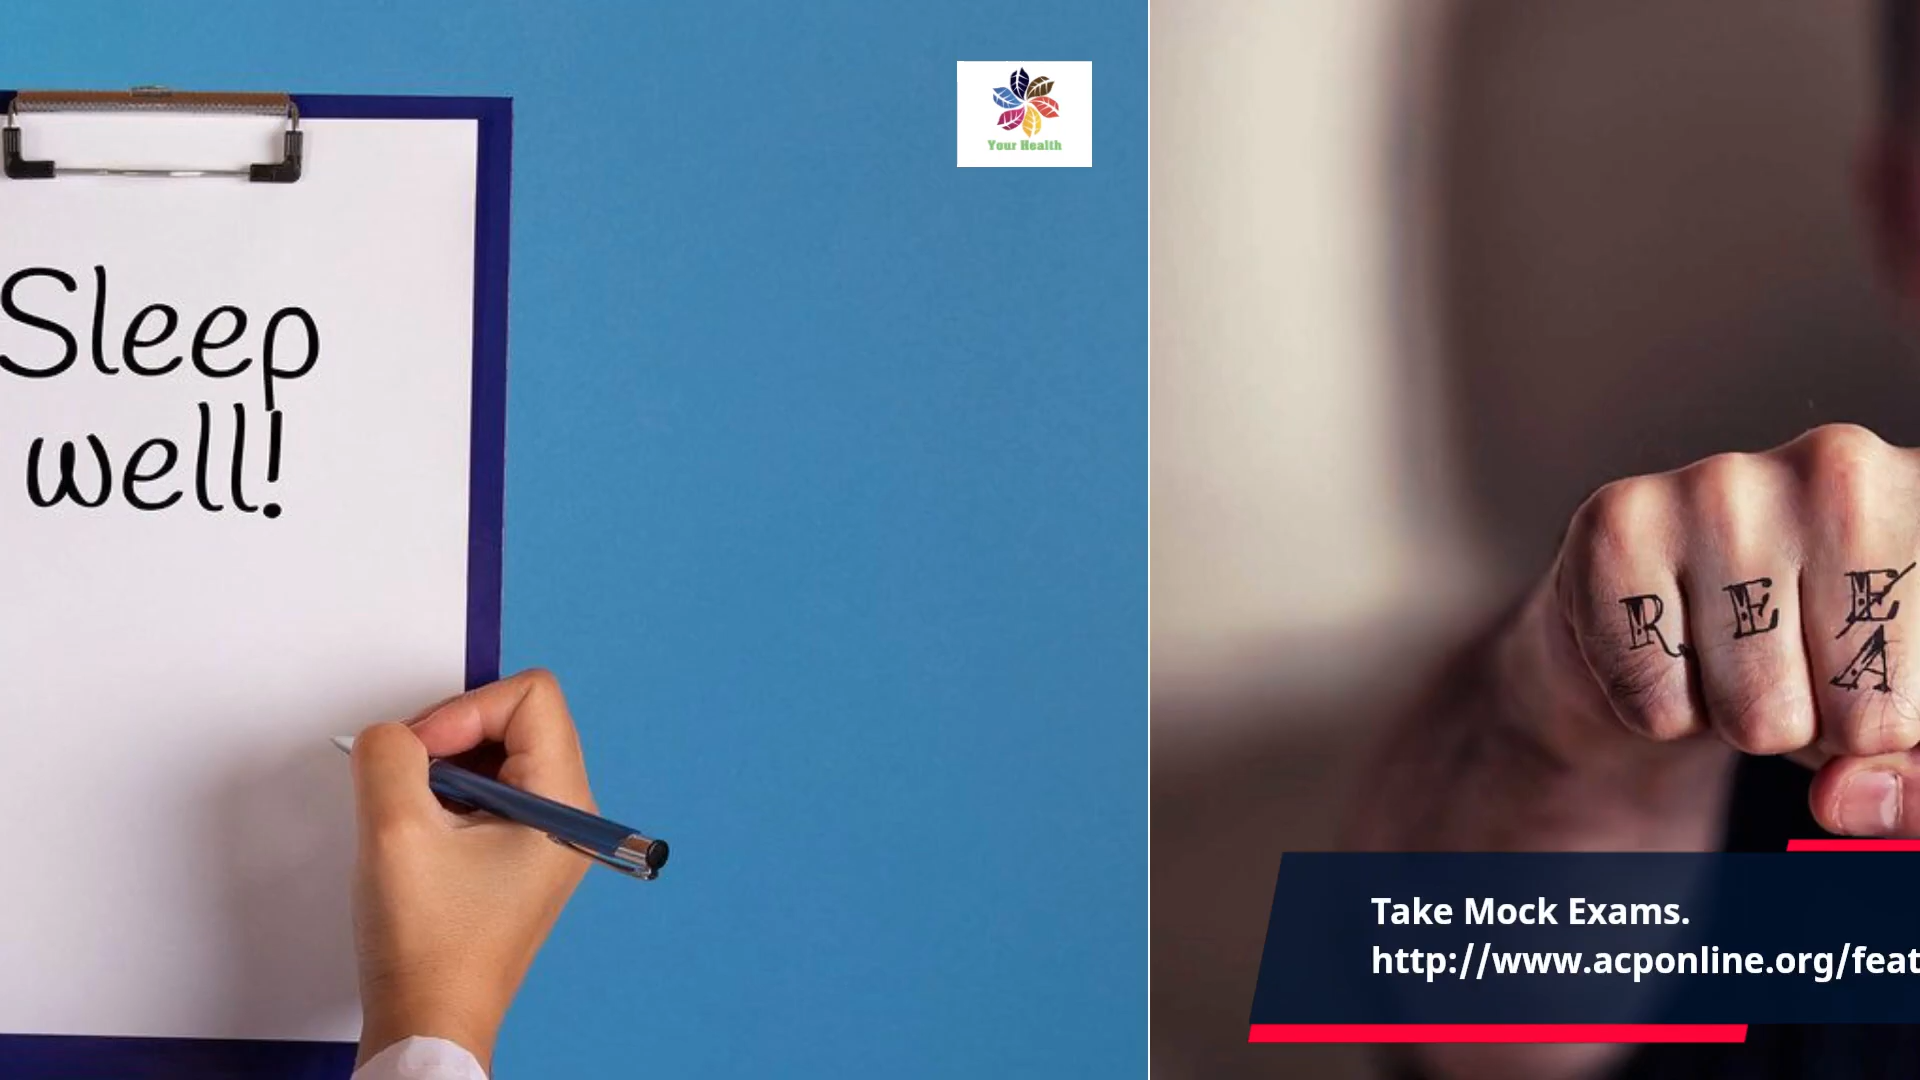 Sleep
well!
Your Health
R E E
A
Take Mock Exams.
http://www.acponline.org/feat